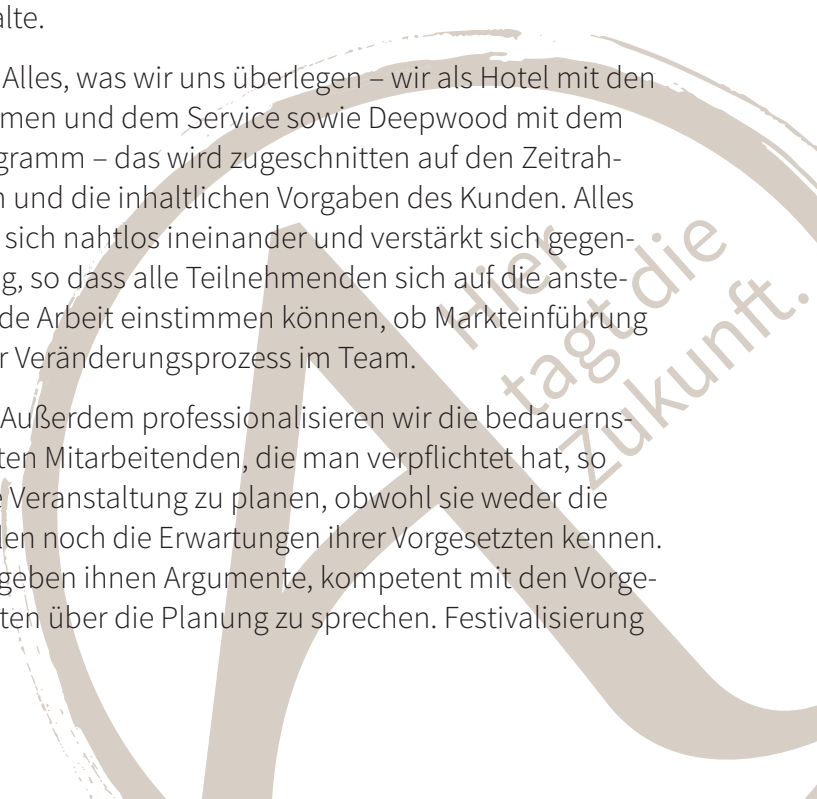 alte.
Alles, was wir uns überlegen – wir als Hotel mit den
men und dem Service sowie Deepwood mit dem
gramm – das wird zugeschnitten auf den Zeitrah-
n und die inhaltlichen Vorgaben des Kunden. Alles
sich nahtlos ineinander und verstärkt sich gegen-
g, so dass alle Teilnehmenden sich auf die anste-
de Arbeit einstimmen können, ob Markteinführung
r Veränderungsprozess im Team.
Außerdem professionalisieren wir die bedauerns-
ten Mitarbeitenden, die man verpflichtet hat, so
e Veranstaltung zu planen, obwohl sie weder die
len noch die Erwartungen ihrer Vorgesetzten kennen.
geben ihnen Argumente, kompetent mit den Vorge-
ten über die Planung zu sprechen. Festivalisierung
Hier
tagt die
Zukunft.